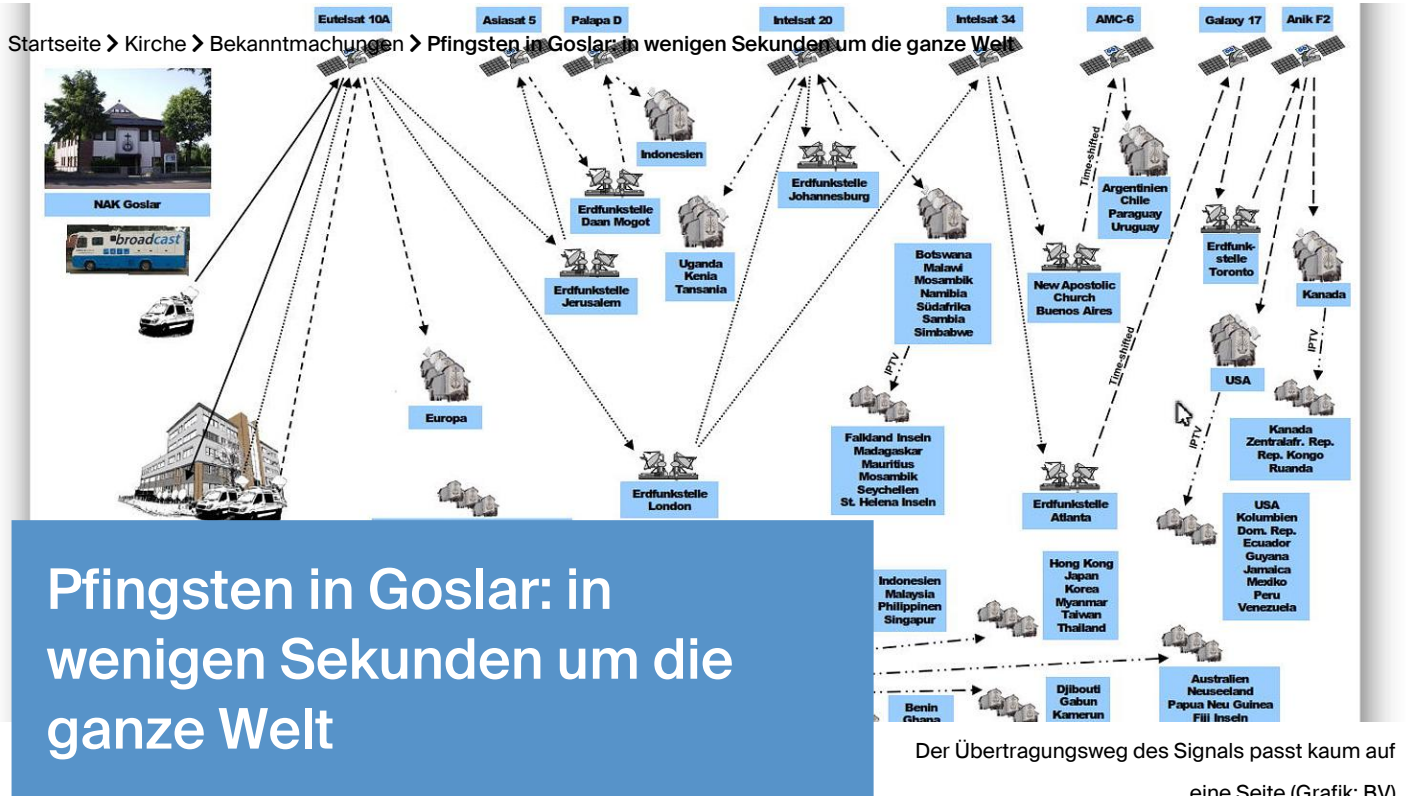 Eutelsat 10A
Asiasat 5
Palapa D
Intelsat 20
Intelsat 34
AMC-6
Galaxy 17
Anik F2
Startseite > Kirche > Bekanntmachungen > Pfingsten in Goslar: in wenigen Sekunden um die ganze Welt
NAK Goslar
broadcast
Indonesien
Erdfunkstelle
Daan Mogot
Erdfunkstelle
Jerusalem
Uganda
Kenia
Tansania
Erdfunkstelle
Johannesburg
Botswana
Malawi
Mosambik
Namibia
Südafrika
Sambia
Simbabwe
New Apostolic
Church
Buenos Aires
Time-shifted
Argentinien
Chile
Paraguay
Uruguay
Time-shifted
Erdfunk-
stelle
Toronto
Kanada
IPTV
IPTV
IPTV
USA
Europa
Falkland Inseln
Madagaskar
Mauritius
Mosambik
Seychellen
St. Helena Inseln
Kanada
Zentralafr. Rep.
Rep. Kongo
Ruanda
Erdfunkstelle
London
Erdfunkstelle
Atlanta
USA
Kolumbien
Dom. Rep.
Ecuador
Guyana
Jamaica
Mexiko
Peru
Venezuela
Indonesien
Malaysia
Philippinen
Singapur
Hong Kong
Japan
Korea
Myanmar
Taiwan
Thailand
Benin
Ghana
Djibouti
Gabun
Kamerun
Australien
Neuseeland
Papua Neu Guinea
Fiji Inseln
Pfingsten in Goslar: in
wenigen Sekunden um die
ganze Welt
Der Übertragungsweg des Signals passt kaum auf
eine Seite (Grafik: BV)